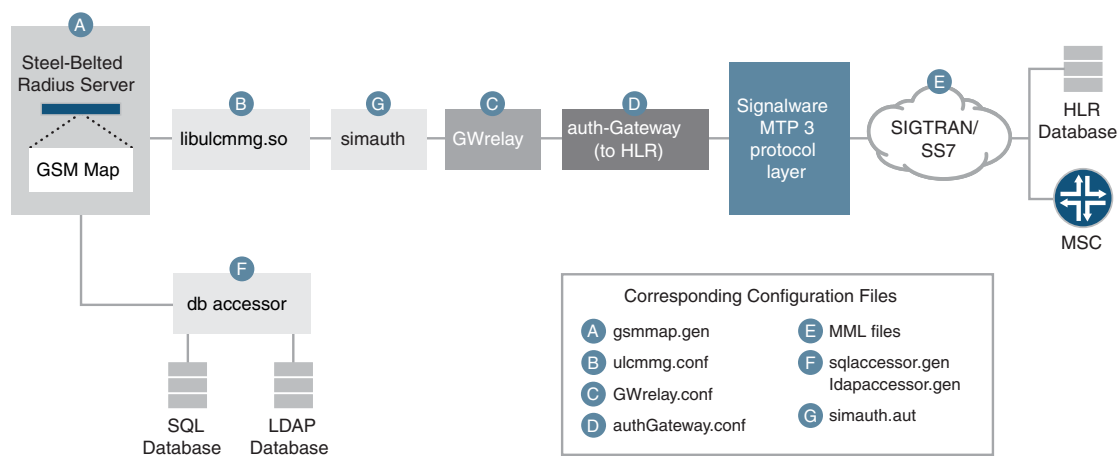 A
Steel-Belted
Radius Server
GSM Map
B
libulcmmg.so
G
simauth
C
GWrelay
D
auth-Gateway
(to HLR)
Signalware
MTP 3
protocol
layer
E
SIGTRAN/
SS7
HLR
Database
MSC
F
db accessor
SQL
Database
LDAP
Database
Corresponding Configuration Files
A gsmmap.gen
B ulcmmg.conf
C GWrelay.conf
D authGateway.conf
E MML files
F sqlaccessor.gen
ldapaccessor.gen
G simauth.aut